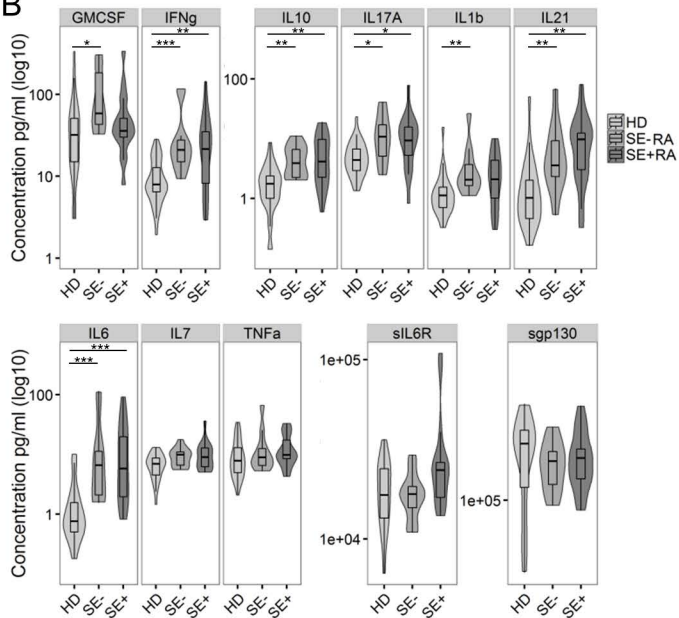 B
GMCSF IFNg IL10 IL17A IL1b IL21
* *** ** ** ** * * ** ** **
Concentration pg/ml (log10)
100
10
1
100
1
HD
SE-RA
SE+RA
HD SE- SE+ HD SE- SE+ HD SE- SE+ HD SE- SE+ HD SE- SE+ HD SE- SE+
IL6 IL7 TNFa sIL6R sgp130
*** ***
Concentration pg/ml (log10)
100
1
1e+05
1e+04
1e+05
HD SE- SE+ HD SE- SE+ HD SE- SE+ HD SE- SE+ HD SE- SE+